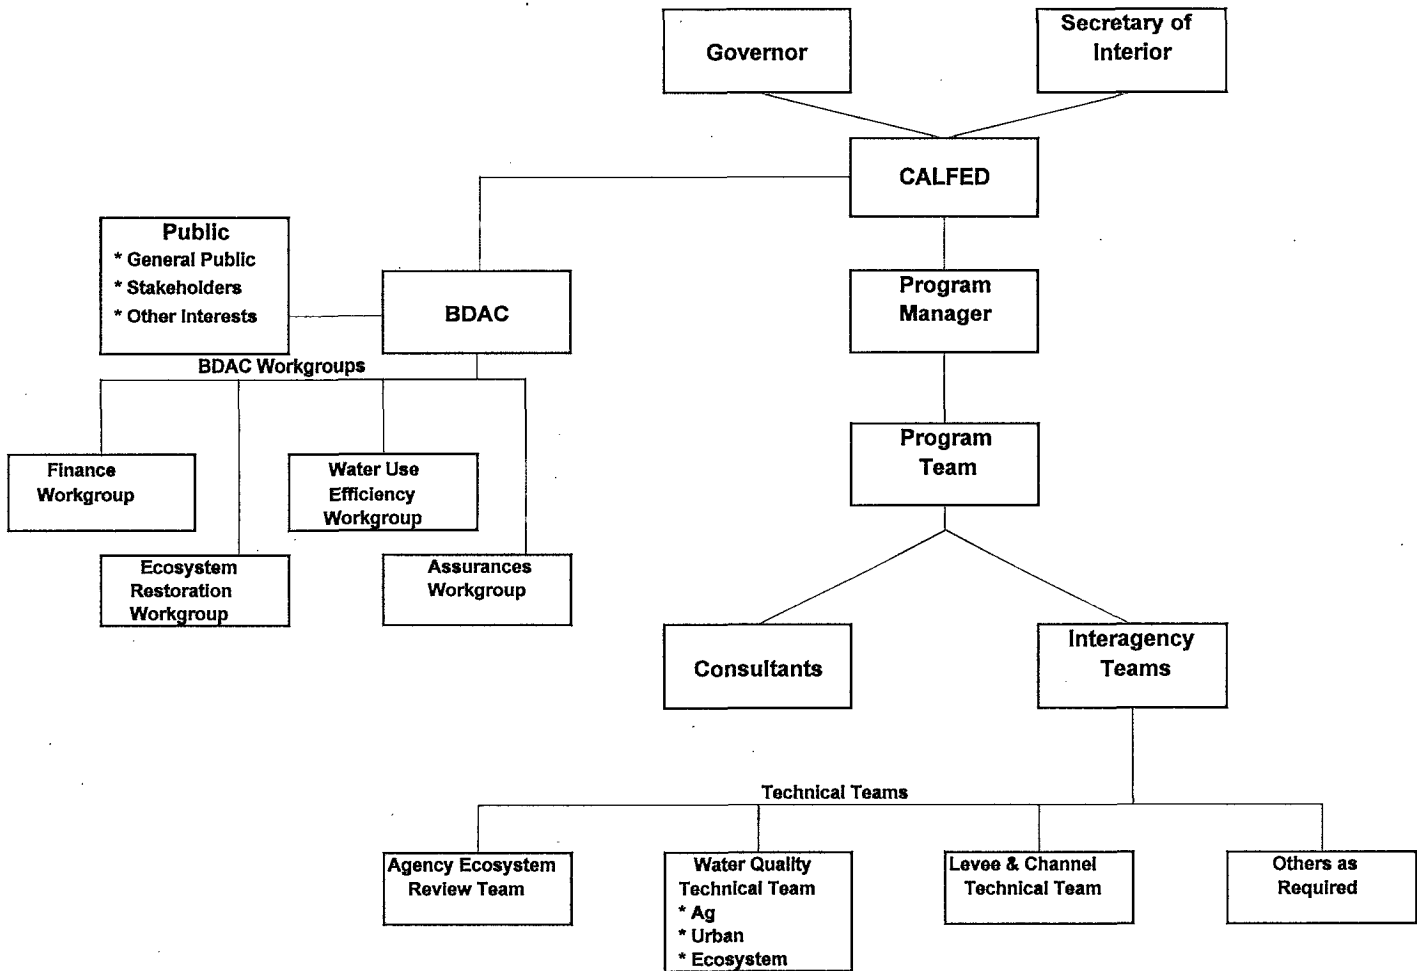 Governor
Secretary of
Interior
CALFED
Public
* General Public
* Stakeholders
* Other Interests
BDAC
Program
Manager
BDAC Workgroups
Program
Team
Finance
Workgroup
Water Use
Efficiency
Workgroup
Ecosystem
Restoration
Workgroup
Assurances
Workgroup
Consultants
Interagency
Teams
Technical Teams
Agency Ecosystem
Review Team
Water Quality
Technical Team
* Ag
* Urban
* Ecosystem
Levee & Channel
Technical Team
Others as
Required